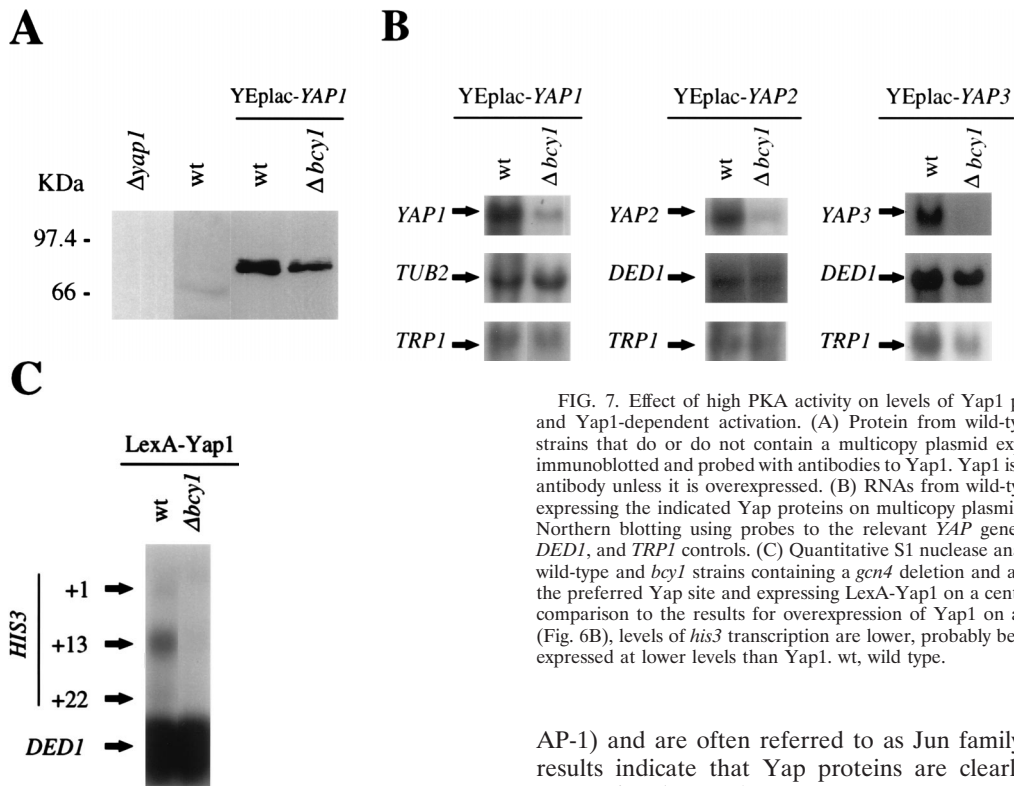 A
YEplac-YAP1
Δyap1 wt wt Δbcy1
KDa
97.4 -
66 -
B
YEplac-YAP1 YEplac-YAP2 YEplac-YAP3
wt Δbcy1 wt Δbcy1 wt Δbcy1
YAP1 YAP2 YAP3
TUB2 DED1 DED1
TRP1 TRP1 TRP1
C
LexA-Yap1
wt Δbcy1
HIS3
+1
+13
+22
DED1
FIG. 7. Effect of high PKA activity on levels of Yap1 p
and Yap1-dependent activation. (A) Protein from wild-ty
strains that do or do not contain a multicopy plasmid ex
immunoblotted and probed with antibodies to Yap1. Yap1 is
antibody unless it is overexpressed. (B) RNAs from wild-ty
expressing the indicated Yap proteins on multicopy plasmi
Northern blotting using probes to the relevant YAP gene
DED1, and TRP1 controls. (C) Quantitative S1 nuclease an
wild-type and bcy1 strains containing a gcn4 deletion and a
the preferred Yap site and expressing LexA-Yap1 on a cent
comparison to the results for overexpression of Yap1 on a
(Fig. 6B), levels of his3 transcription are lower, probably be
expressed at lower levels than Yap1. wt, wild type.
AP-1) and are often referred to as Jun family
results indicate that Yap proteins are clearl